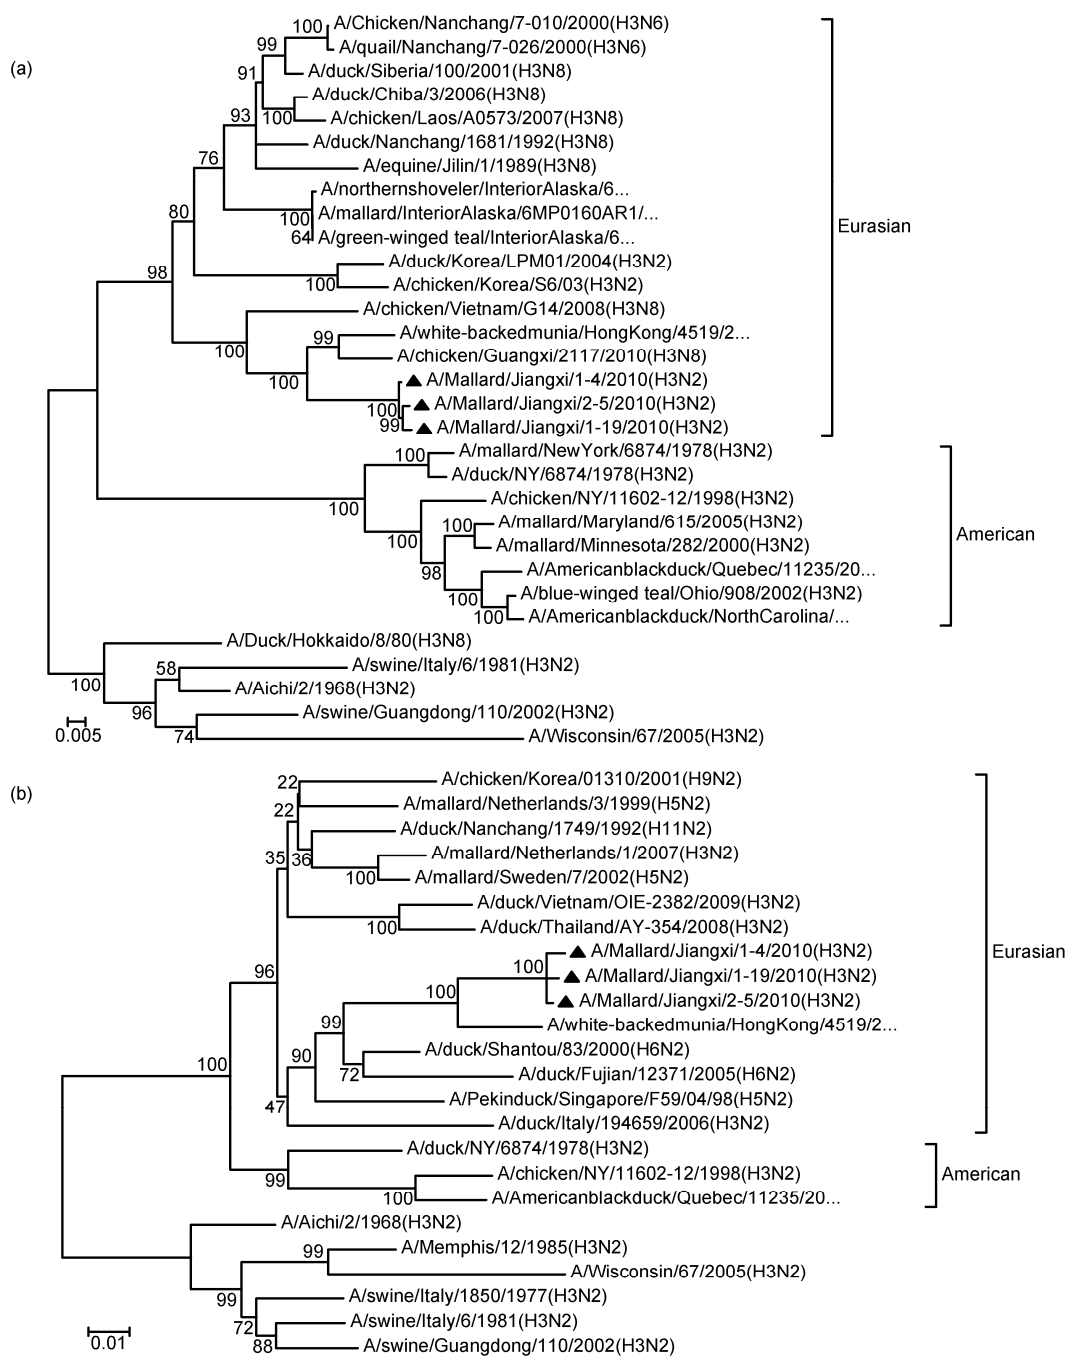 (a)
100
A/Chicken/Nanchang/7-010/2000(H3N6)
99
A/quail/Nanchang/7-026/2000(H3N6)
91
A/duck/Siberia/100/2001(H3N8)
A/duck/Chiba/3/2006(H3N8)
93
100
A/chicken/Laos/A0573/2007(H3N8)
A/duck/Nanchang/1681/1992(H3N8)
76
A/equine/Jilin/1/1989(H3N8)
A/northernshoveler/InteriorAlaska/6...
80
100
A/mallard/InteriorAlaska/6MP0160AR1/...
64
A/green-winged teal/InteriorAlaska/6...
Eurasian
98
A/duck/Korea/LPM01/2004(H3N2)
100
A/chicken/Korea/S6/03(H3N2)
A/chicken/Vietnam/G14/2008(H3N8)
100
99
A/white-backedmunia/HongKong/4519/2...
A/chicken/Guangxi/2117/2010(H3N8)
100
A/Mallard/Jiangxi/1-4/2010(H3N2)
100
A/Mallard/Jiangxi/2-5/2010(H3N2)
99
A/Mallard/Jiangxi/1-19/2010(H3N2)
100
A/mallard/NewYork/6874/1978(H3N2)
A/duck/NY/6874/1978(H3N2)
100
A/chicken/NY/11602-12/1998(H3N2)
100
100
A/mallard/Maryland/615/2005(H3N2)
A/mallard/Minnesota/282/2000(H3N2)
American
98
A/Americanblackduck/Quebec/11235/20...
100
A/blue-winged teal/Ohio/908/2002(H3N2)
100
A/Americanblackduck/NorthCarolina/...
A/Duck/Hokkaido/8/80(H3N8)
100
58
A/swine/Italy/6/1981(H3N2)
A/Aichi/2/1968(H3N2)
96
A/swine/Guangdong/110/2002(H3N2)
74
A/Wisconsin/67/2005(H3N2)
0.005
(b)
22
A/chicken/Korea/01310/2001(H9N2)
22
A/mallard/Netherlands/3/1999(H5N2)
A/duck/Nanchang/1749/1992(H11N2)
35
36
A/mallard/Netherlands/1/2007(H3N2)
100
A/mallard/Sweden/7/2002(H5N2)
A/duck/Vietnam/OIE-2382/2009(H3N2)
100
A/duck/Thailand/AY-354/2008(H3N2)
Eurasian
96
100
A/Mallard/Jiangxi/1-4/2010(H3N2)
A/Mallard/Jiangxi/1-19/2010(H3N2)
100
A/Mallard/Jiangxi/2-5/2010(H3N2)
99
A/white-backedmunia/HongKong/4519/2...
90
A/duck/Shantou/83/2000(H6N2)
72
A/duck/Fujian/12371/2005(H6N2)
100
47
A/Pekinduck/Singapore/F59/04/98(H5N2)
A/duck/Italy/194659/2006(H3N2)
A/duck/NY/6874/1978(H3N2)
99
A/chicken/NY/11602-12/1998(H3N2)
American
100
A/Americanblackduck/Quebec/11235/20...
A/Aichi/2/1968(H3N2)
99
A/Memphis/12/1985(H3N2)
A/Wisconsin/67/2005(H3N2)
99
A/swine/Italy/1850/1977(H3N2)
72
A/swine/Italy/6/1981(H3N2)
88
A/swine/Guangdong/110/2002(H3N2)
0.01